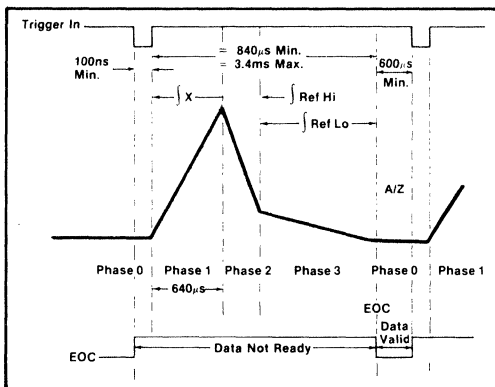 Trigger In
100ns
Min.
= 840μs Min.
= 3.4ms Max.
600μs
Min.
∫ X
∫ Ref Hi
∫ Ref Lo
A/Z
Phase 0
Phase 1
Phase 2
Phase 3
Phase 0
Phase 1
640μs
EOC
Data
Valid
EOC
Data Not Ready